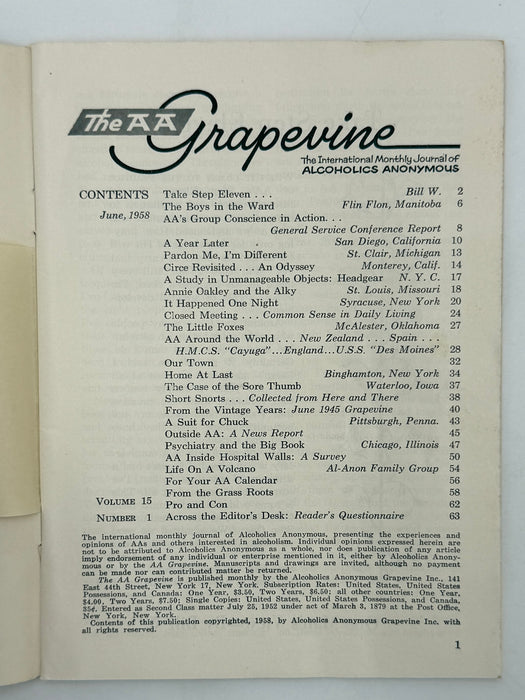 The AA Grapevine
The International Monthly Journal of
ALCOHOLICS ANONYMOUS
CONTENTS
June, 1958
Take Step Eleven . . . Bill W. 2
The Boys in the Ward Flin Flon, Manitoba 6
AA's Group Conscience in Action. . .
General Service Conference Report 8
A Year Later San Diego, California 10
Pardon Me, I'm Different St. Clair, Michigan 13
Circe Revisited . . . An Odyssey Monterey, Calif. 14
A Study in Unmanageable Objects: Headgear N. Y. C. 17
Annie Oakley and the Alky St. Louis, Missouri 18
It Happened One Night Syracuse, New York 20
Closed Meeting . . . Common Sense in Daily Living 24
The Little Foxes McAlester, Oklahoma 27
AA Around the World . . . New Zealand . . . Spain . . .
H.M.C.S. "Cayuga"...England...U.S.S. "Des Moines" 28
Our Town 32
Home At Last Binghamton, New York 34
The Case of the Sore Thumb Waterloo, Iowa 37
Short Snorts . . . Collected from Here and There 38
From the Vintage Years: June 1945 Grapevine 40
A Suit for Chuck Pittsburgh, Penna. 43
Outside AA: A News Report 45
Psychiatry and the Big Book Chicago, Illinois 47
AA Inside Hospital Walls: A Survey 50
Life On A Volcano Al-Anon Family Group 54
For Your AA Calendar 56
From the Grass Roots 58
Pro and Con 62
Across the Editor's Desk: Reader's Questionnaire 63
VOLUME 15
NUMBER 1
The international monthly journal of Alcoholics Anonymous, presenting the experiences and
opinions of AAs and others interested in alcoholism. Individual opinions expressed herein are
not to be attributed to Alcoholics Anonymous as a whole, nor does publication of any article
imply endorsement of any individual or enterprise mentioned in it, either by Alcoholics Anony-
mous or by the AA Grapevine. Manuscripts and drawings are invited, although no payment
can be made nor can contributed matter be returned.
The AA Grapevine is published monthly by the Alcoholics Anonymous Grapevine Inc., 141
East 44th Street, New York 17, New York. Subscription Rates: United States, United States
Possessions, and Canada: One Year, $3.50, Two Years, $6.50; all other countries: One Year,
$4.00, Two Years, $7.50; Single Copies: United States, United States Possessions, and Canada,
35¢. Entered as Second Class matter July 25, 1952 under act of March 3, 1879 at the Post Office,
New York, New York.
Contents of this publication copyrighted, 1958, by Alcoholics Anonymous Grapevine Inc. with
all rights reserved.
1